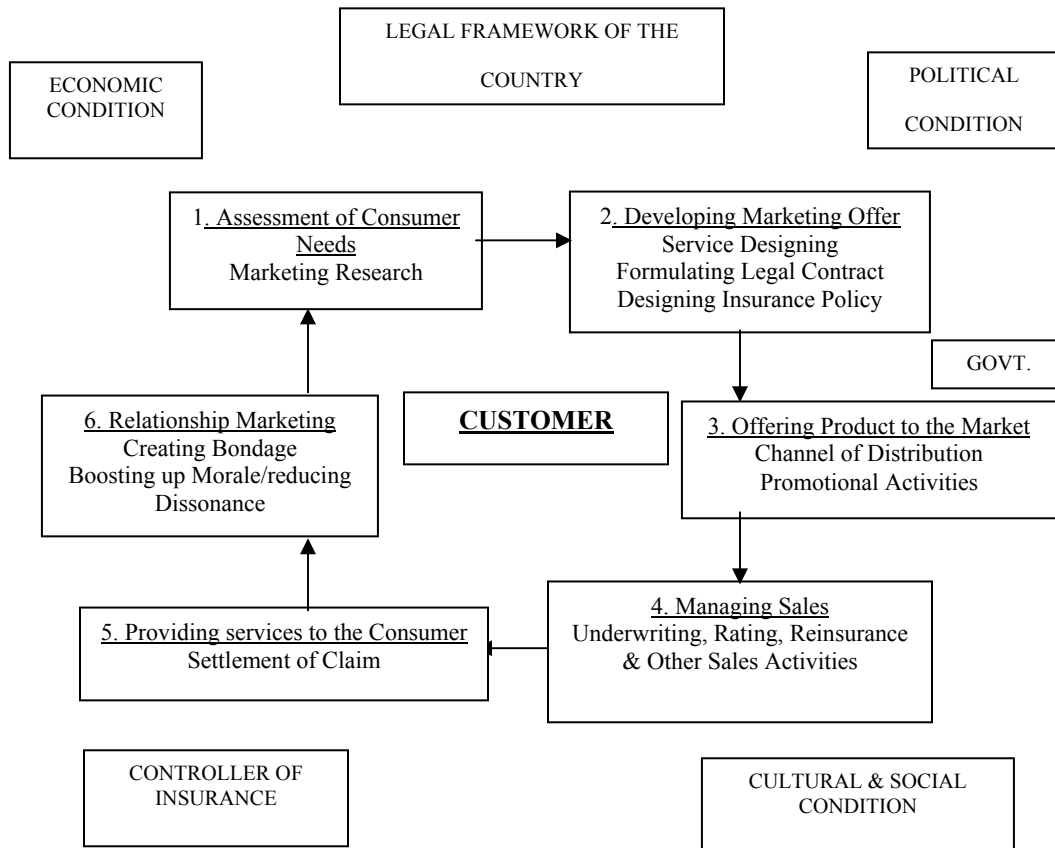 LEGAL FRAMEWORK OF THE
COUNTRY
ECONOMIC
CONDITION
POLITICAL
CONDITION
1. Assessment of Consumer
Needs
Marketing Research
2. Developing Marketing Offer
Service Designing
Formulating Legal Contract
Designing Insurance Policy
GOVT.
6. Relationship Marketing
Creating Bondage
Boosting up Morale/reducing
Dissonance
CUSTOMER
3. Offering Product to the Market
Channel of Distribution
Promotional Activities
5. Providing services to the Consumer
Settlement of Claim
4. Managing Sales
Underwriting, Rating, Reinsurance
& Other Sales Activities
CONTROLLER OF
INSURANCE
CULTURAL & SOCIAL
CONDITION